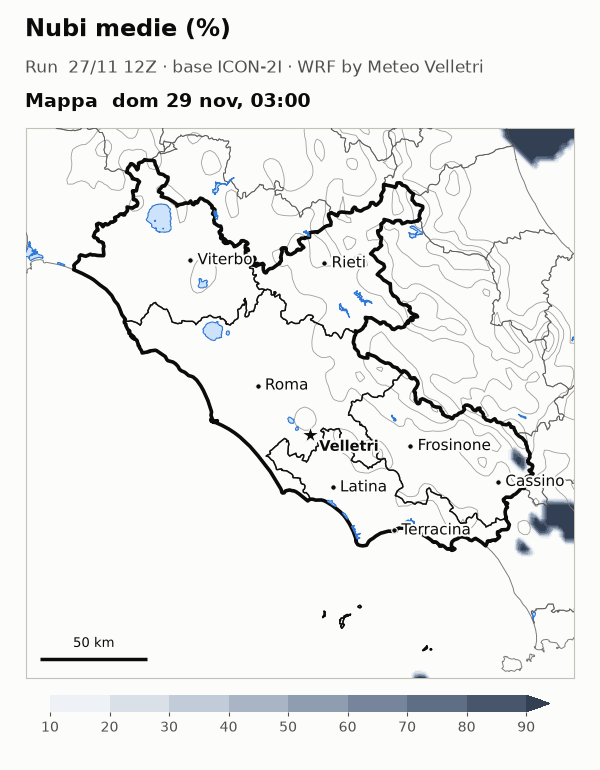 Nubi medie (%)
Run  27/11 12Z · base ICON-2I · WRF by Meteo Velletri
Mappa  dom 29 nov, 03:00
Viterbo
Rieti
Roma
Velletri
Frosinone
Cassino
Latina
Terracina
50 km
10 20 30 40 50 60 70 80 90